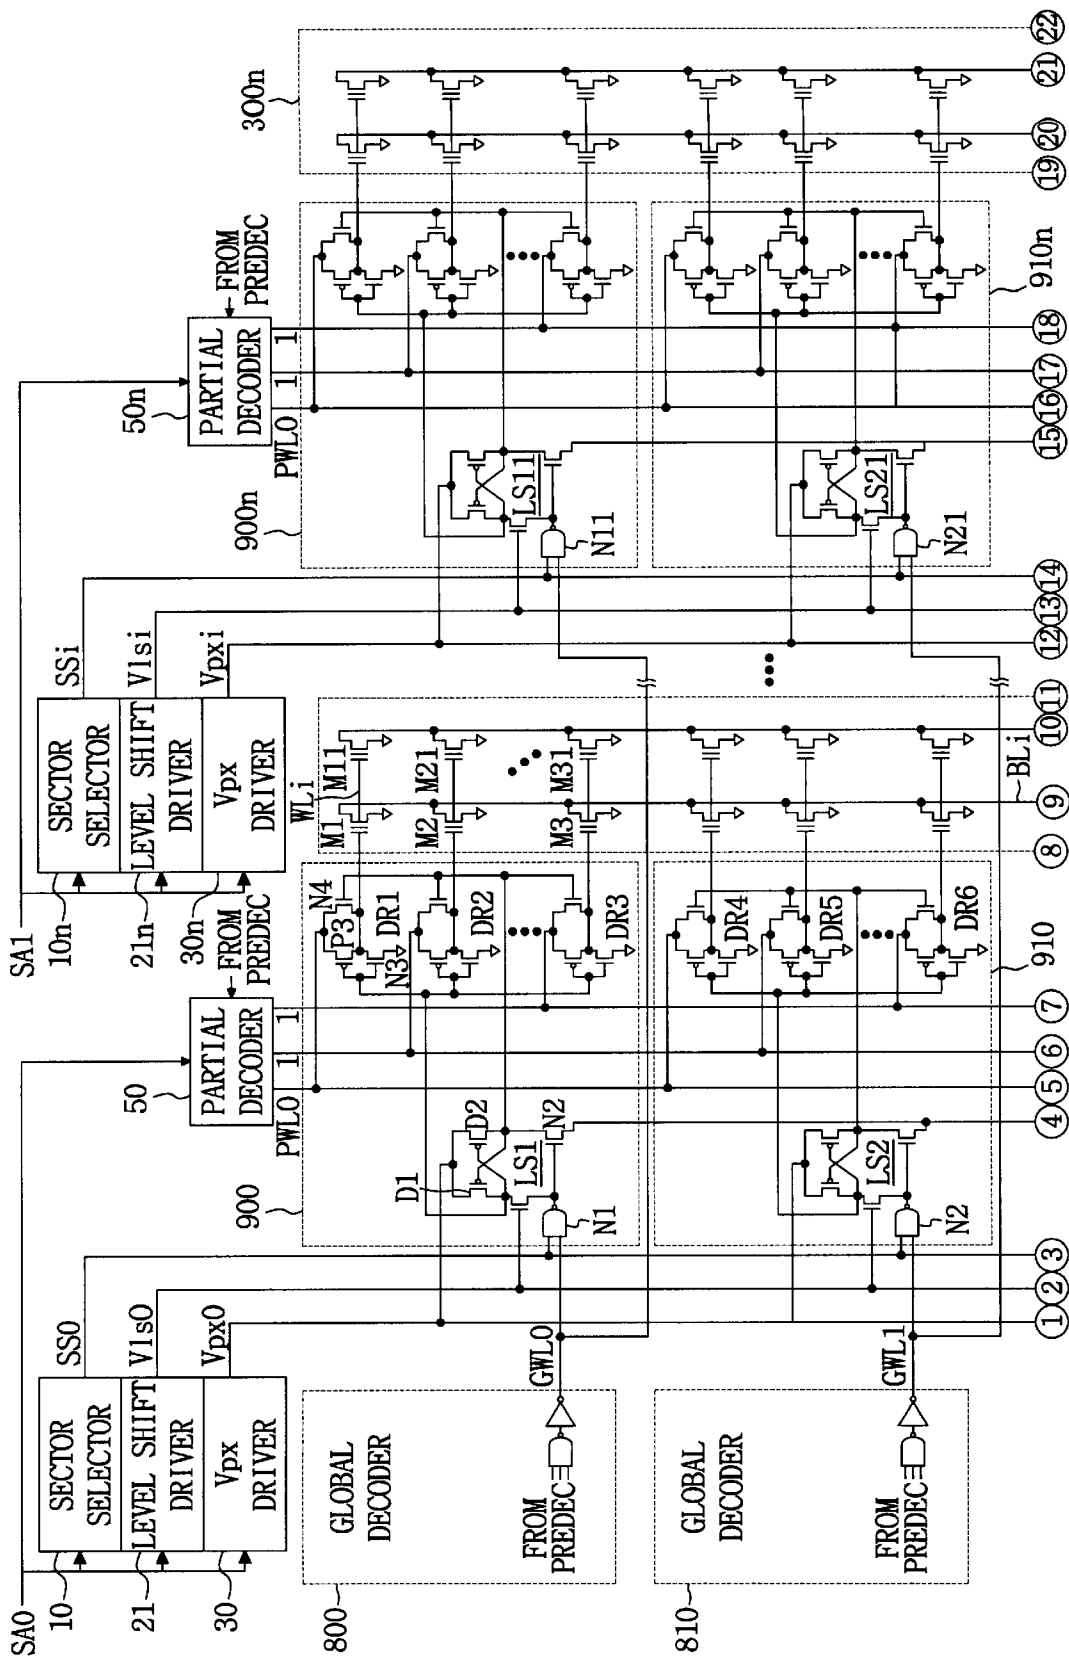 SA0
10
21
30
SECTOR
SELECTOR
LEVEL SHIFT
DRIVER
Vpx
DRIVER
SS0
Vls0
Vpx0
800
GLOBAL
DECODER
FROM
PREDEC
GWL0
810
GLOBAL
DECODER
FROM
PREDEC
GWL1
1
2
3
4
5
6
7
50
PARTIAL
DECODER
FROM
PREDEC
PWL0
1
1
900
D1
D2
LS1
N1
N2
N4
P3
N3
DR1
DR2
DR3
LS2
N2
DR4
DR5
DR6
910
SA1
10n
21n
30n
SECTOR
SELECTOR
LEVEL SHIFT
DRIVER
Vpx
DRIVER
SSi
Vlsi
Vpxi
WLi
M1
M11
M2
M21
M3
M31
BLi
8
9
10
11
12
13
14
50n
PARTIAL
DECODER
FROM
PREDEC
PWL0
1
1
900n
LS11
N11
LS21
N21
910n
300n
15
16
17
18
19
20
21
22